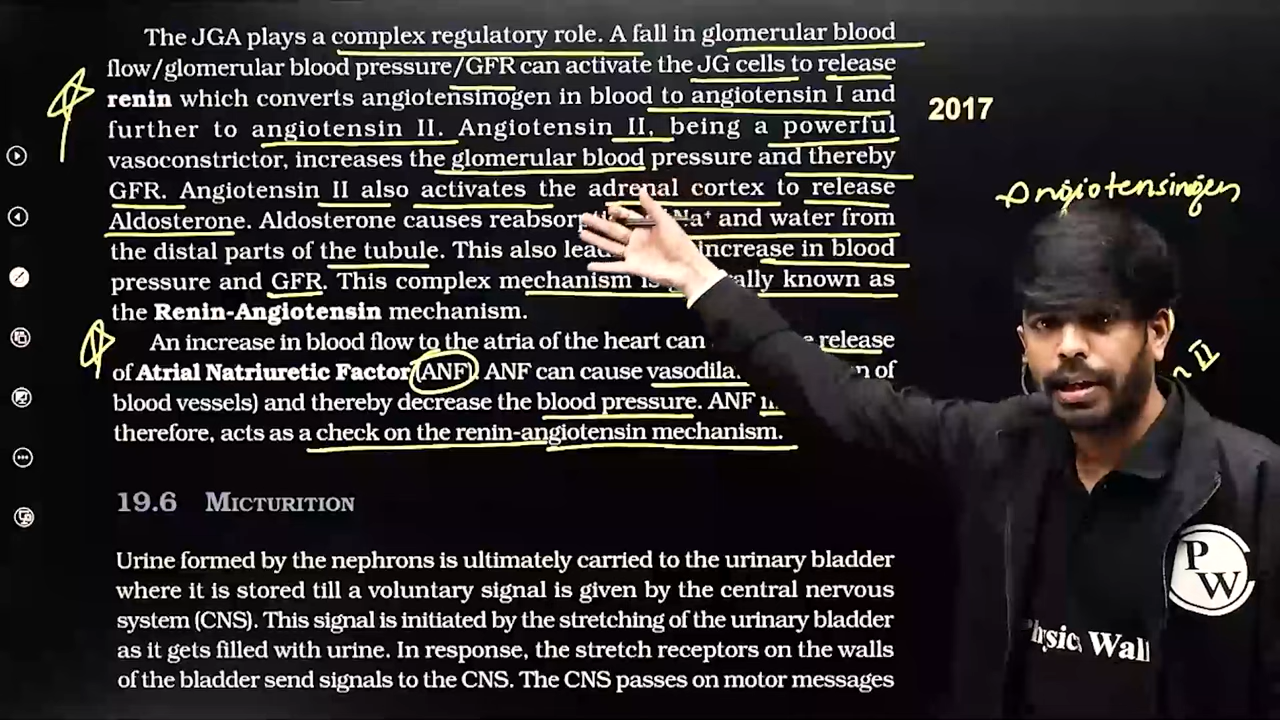 The JGA plays a complex regulatory role. A fall in glomerular blood
flow/glomerular blood pressure/GFR can activate the JG cells to release
renin which converts angiotensinogen in blood to angiotensin I and
further to angiotensin II. Angiotensin II, being a powerful
vasoconstrictor, increases the glomerular blood pressure and thereby
GFR. Angiotensin II also activates the adrenal cortex to release
Aldosterone. Aldosterone causes Na⁺ and water from
the distal parts of the tubule. This also increase in blood
pressure and GFR. This complex mechanism known as
the Renin-Angiotensin mechanism.
An increase in blood flow to the atria of the heart can release
of Atrial Natriuretic Factor (ANF). ANF can cause of
blood vessels) and thereby decrease the blood pressure. ANF
therefore, acts as a check on the renin-angiotensin mechanism.
2017
Angiotensinogen
II
19.6 MICTURITION
Urine formed by the nephrons is ultimately carried to the urinary bladder
where it is stored till a voluntary signal is given by the central nervous
system (CNS). This signal is initiated by the stretching of the urinary bladder
as it gets filled with urine. In response, the stretch receptors on the walls
of the bladder send signals to the CNS. The CNS passes on motor messages
PW